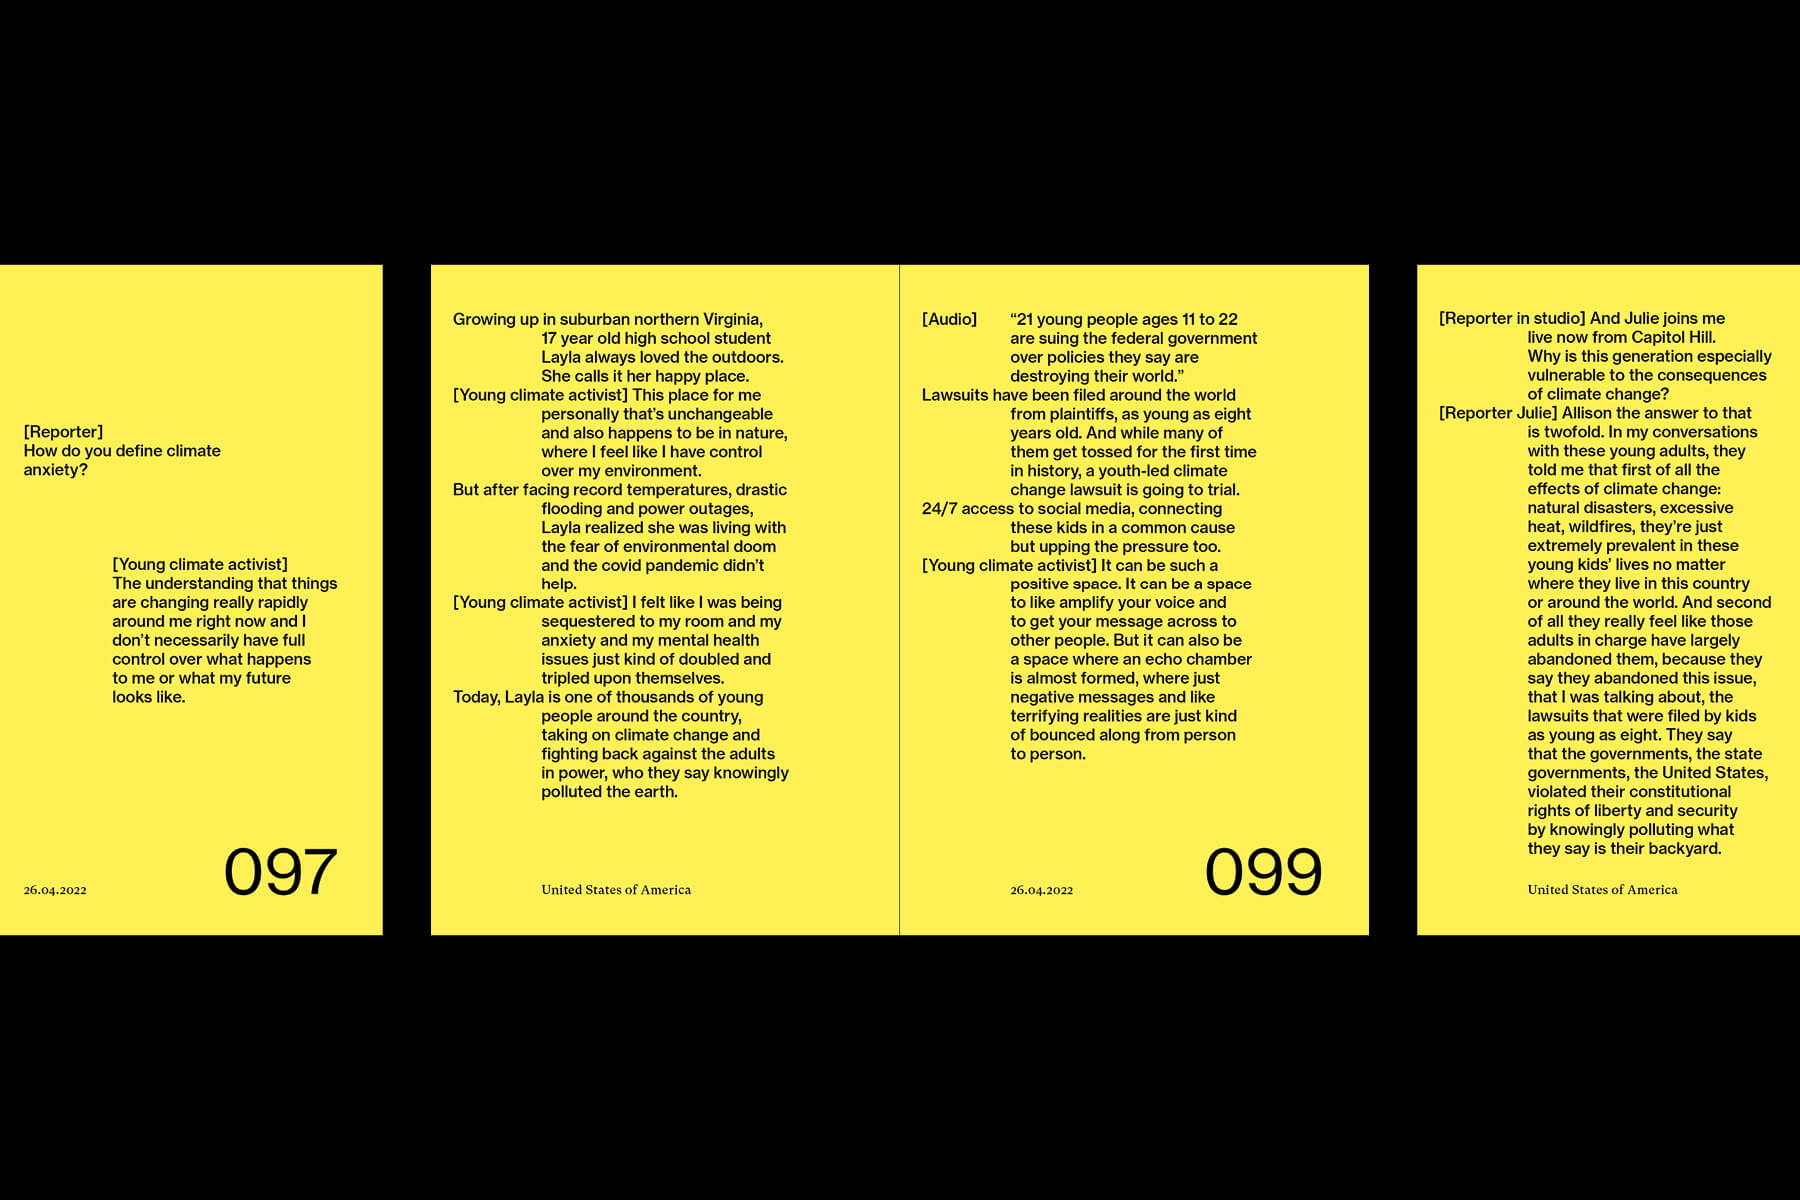 [Reporter]
How do you define climate
anxiety?
[Young climate activist]
The understanding that things
are changing really rapidly
around me right now and I
don’t necessarily have full
control over what happens
to me or what my future
looks like.
26.04.2022
097
Growing up in suburban northern Virginia,
17 year old high school student
Layla always loved the outdoors.
She calls it her happy place.
[Young climate activist] This place for me
personally that’s unchangeable
and also happens to be in nature,
where I feel like I have control
over my environment.
But after facing record temperatures, drastic
flooding and power outages,
Layla realized she was living with
the fear of environmental doom
and the covid pandemic didn’t
help.
[Young climate activist] I felt like I was being
sequestered to my room and my
anxiety and my mental health
issues just kind of doubled and
tripled upon themselves.
Today, Layla is one of thousands of young
people around the country,
taking on climate change and
fighting back against the adults
in power, who they say knowingly
polluted the earth.
United States of America
[Audio] “21 young people ages 11 to 22
are suing the federal government
over policies they say are
destroying their world.”
Lawsuits have been filed around the world
from plaintiffs, as young as eight
years old. And while many of
them get tossed for the first time
in history, a youth-led climate
change lawsuit is going to trial.
24/7 access to social media, connecting
these kids in a common cause
but upping the pressure too.
[Young climate activist] It can be such a
positive space. It can be a space
to like amplify your voice and
to get your message across to
other people. But it can also be
a space where an echo chamber
is almost formed, where just
negative messages and like
terrifying realities are just kind
of bounced along from person
to person.
26.04.2022
099
[Reporter in studio] And Julie joins me
live now from Capitol Hill.
Why is this generation especially
vulnerable to the consequences
of climate change?
[Reporter Julie] Allison the answer to that
is twofold. In my conversations
with these young adults, they
told me that first of all the
effects of climate change:
natural disasters, excessive
heat, wildfires, they’re just
extremely prevalent in these
young kids’ lives no matter
where they live in this country
or around the world. And second
of all they really feel like those
adults in charge have largely
abandoned them, because they
say they abandoned this issue,
that I was talking about, the
lawsuits that were filed by kids
as young as eight. They say
that the governments, the state
governments, the United States,
violated their constitutional
rights of liberty and security
by knowingly polluting what
they say is their backyard.
United States of America